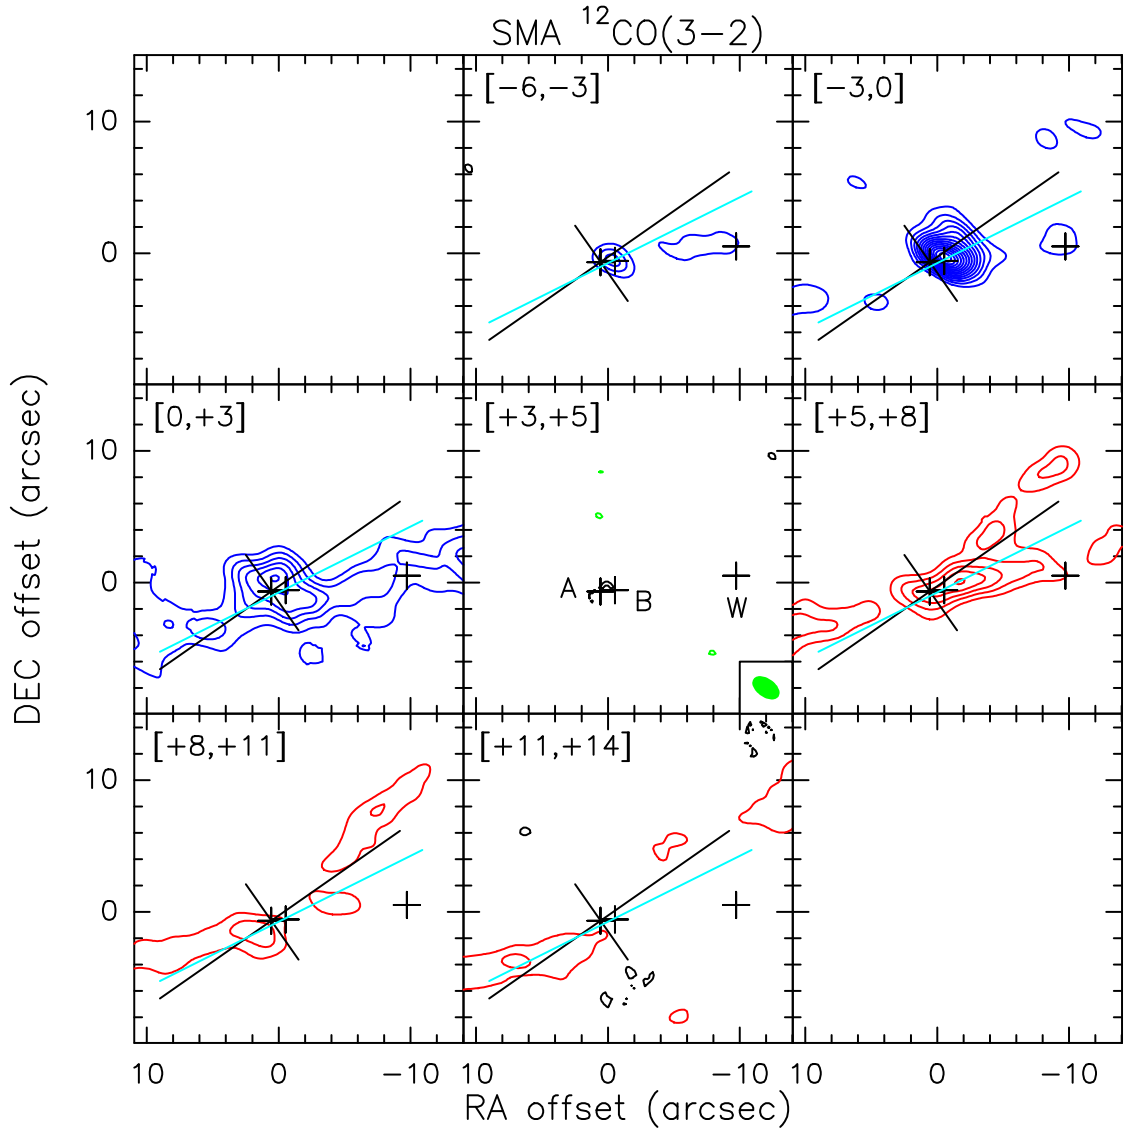 SMA ¹²CO(3−2)
[−6,−3] [−3,0]
10
0
[0,+3] [+3,+5] [+5,+8]
10
0
A B W
[+8,+11] [+11,+14]
10
0
10 0 −10 10 0 −10 10 0 −10
RA offset (arcsec)
DEC offset (arcsec)